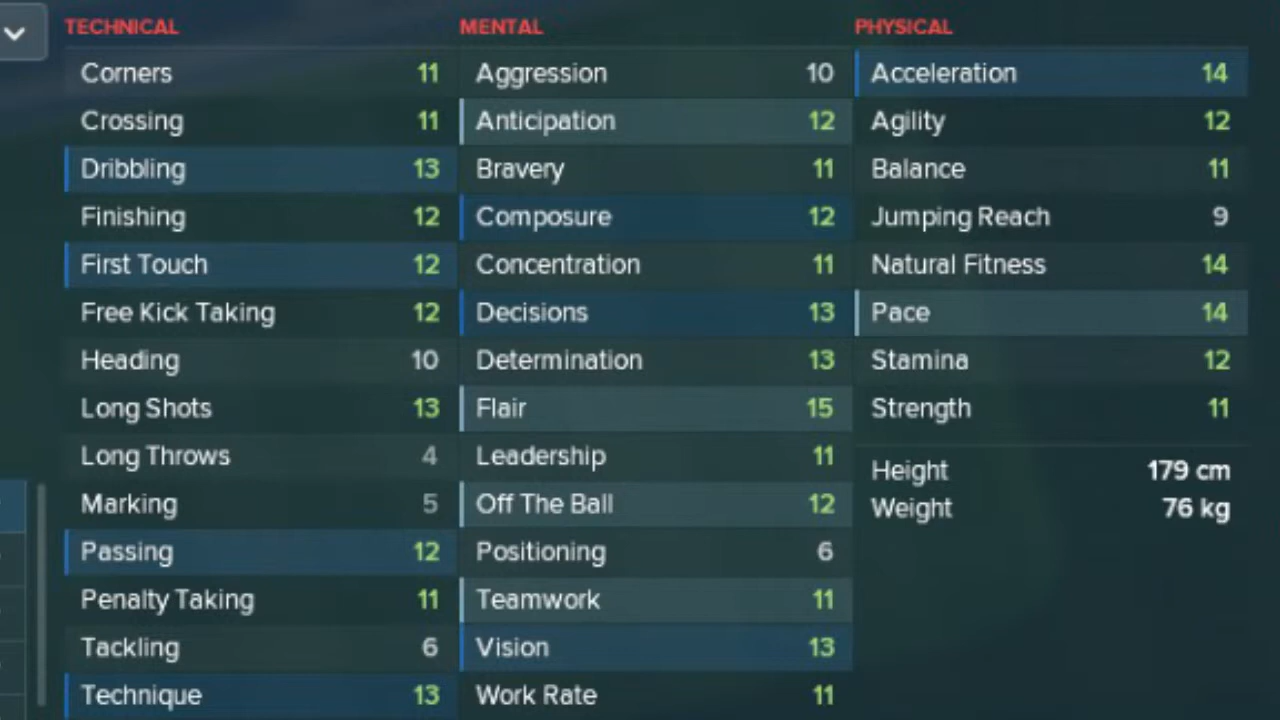 TECHNICAL MENTAL PHYSICAL
Corners 11 Aggression 10 Acceleration 14
Crossing 11 Anticipation 12 Agility 12
Dribbling 13 Bravery 11 Balance 11
Finishing 12 Composure 12 Jumping Reach 9
First Touch 12 Concentration 11 Natural Fitness 14
Free Kick Taking 12 Decisions 13 Pace 14
Heading 10 Determination 13 Stamina 12
Long Shots 13 Flair 15 Strength 11
Long Throws 4 Leadership 11 Height 179 cm
Marking 5 Off The Ball 12 Weight 76 kg
Passing 12 Positioning 6
Penalty Taking 11 Teamwork 11
Tackling 6 Vision 13
Technique 13 Work Rate 11